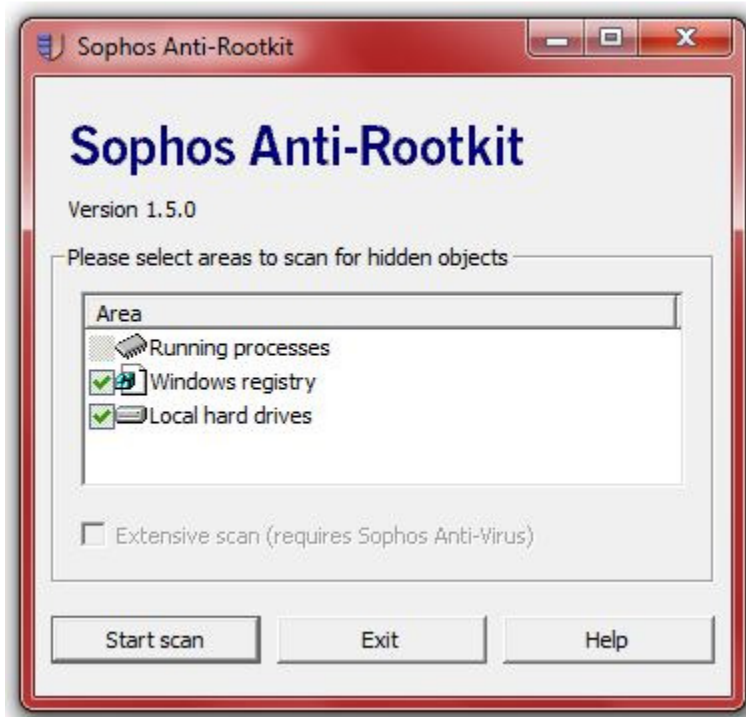 Sophos Anti-Rootkit
Sophos Anti-Rootkit
Version 1.5.0
Please select areas to scan for hidden objects
Area
Running processes
Windows registry
Local hard drives
Extensive scan (requires Sophos Anti-Virus)
Start scan Exit Help